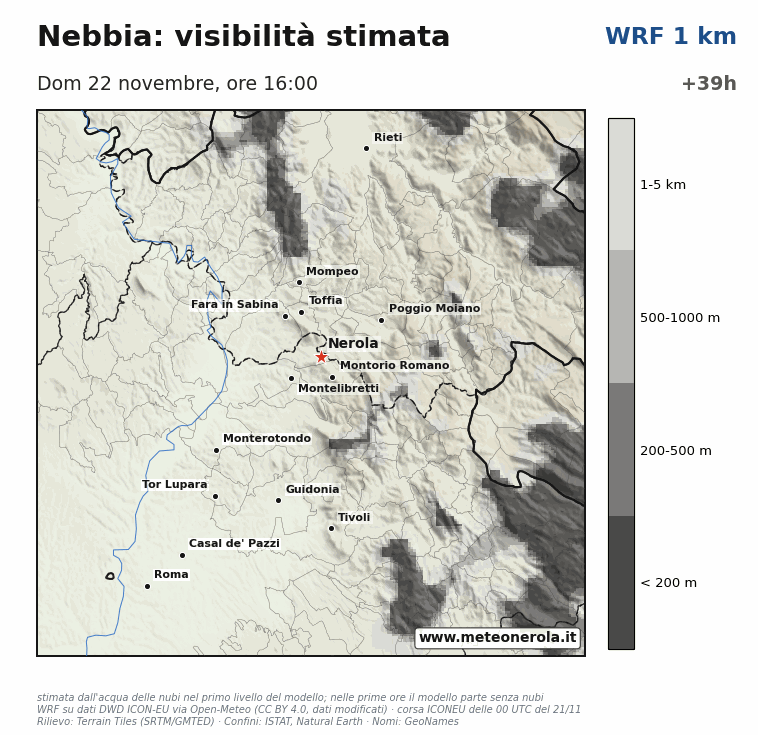 Nebbia: visibilità stimata
WRF 1 km
Dom 22 novembre, ore 16:00
+39h
Rieti
1-5 km
Mompeo
Fara in Sabina
Toffia
Poggio Moiano
500-1000 m
Nerola
Montorio Romano
Montelibretti
Monterotondo
200-500 m
Tor Lupara
Guidonia
Tivoli
Casal de' Pazzi
Roma
< 200 m
www.meteonerola.it
stimata dall'acqua delle nubi nel primo livello del modello; nelle prime ore il modello parte senza nubi
WRF su dati DWD ICON-EU via Open-Meteo (CC BY 4.0, dati modificati) · corsa ICONEU delle 00 UTC del 21/11
Rilievo: Terrain Tiles (SRTM/GMTED) · Confini: ISTAT, Natural Earth · Nomi: GeoNames